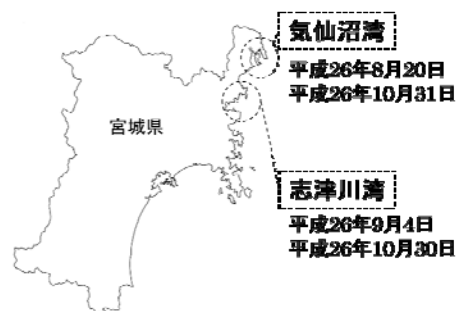 気仙沼湾
平成26年8月20日
平成26年10月31日
宮城県
志津川湾
平成26年9月4日
平成26年10月30日